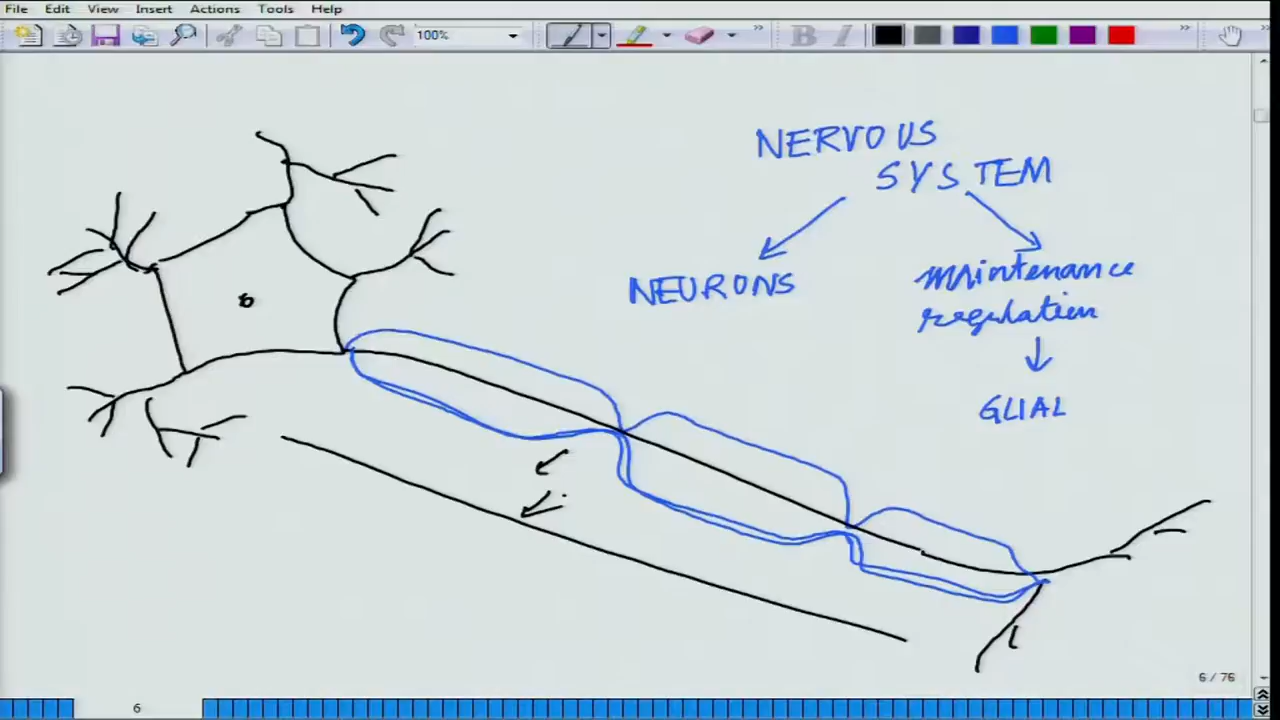 File Edit View Insert Actions Tools Help
100%
B I
NERVOUS
SYSTEM
NEURONS
maintenance
regulation
GLIAL
6 / 76
6